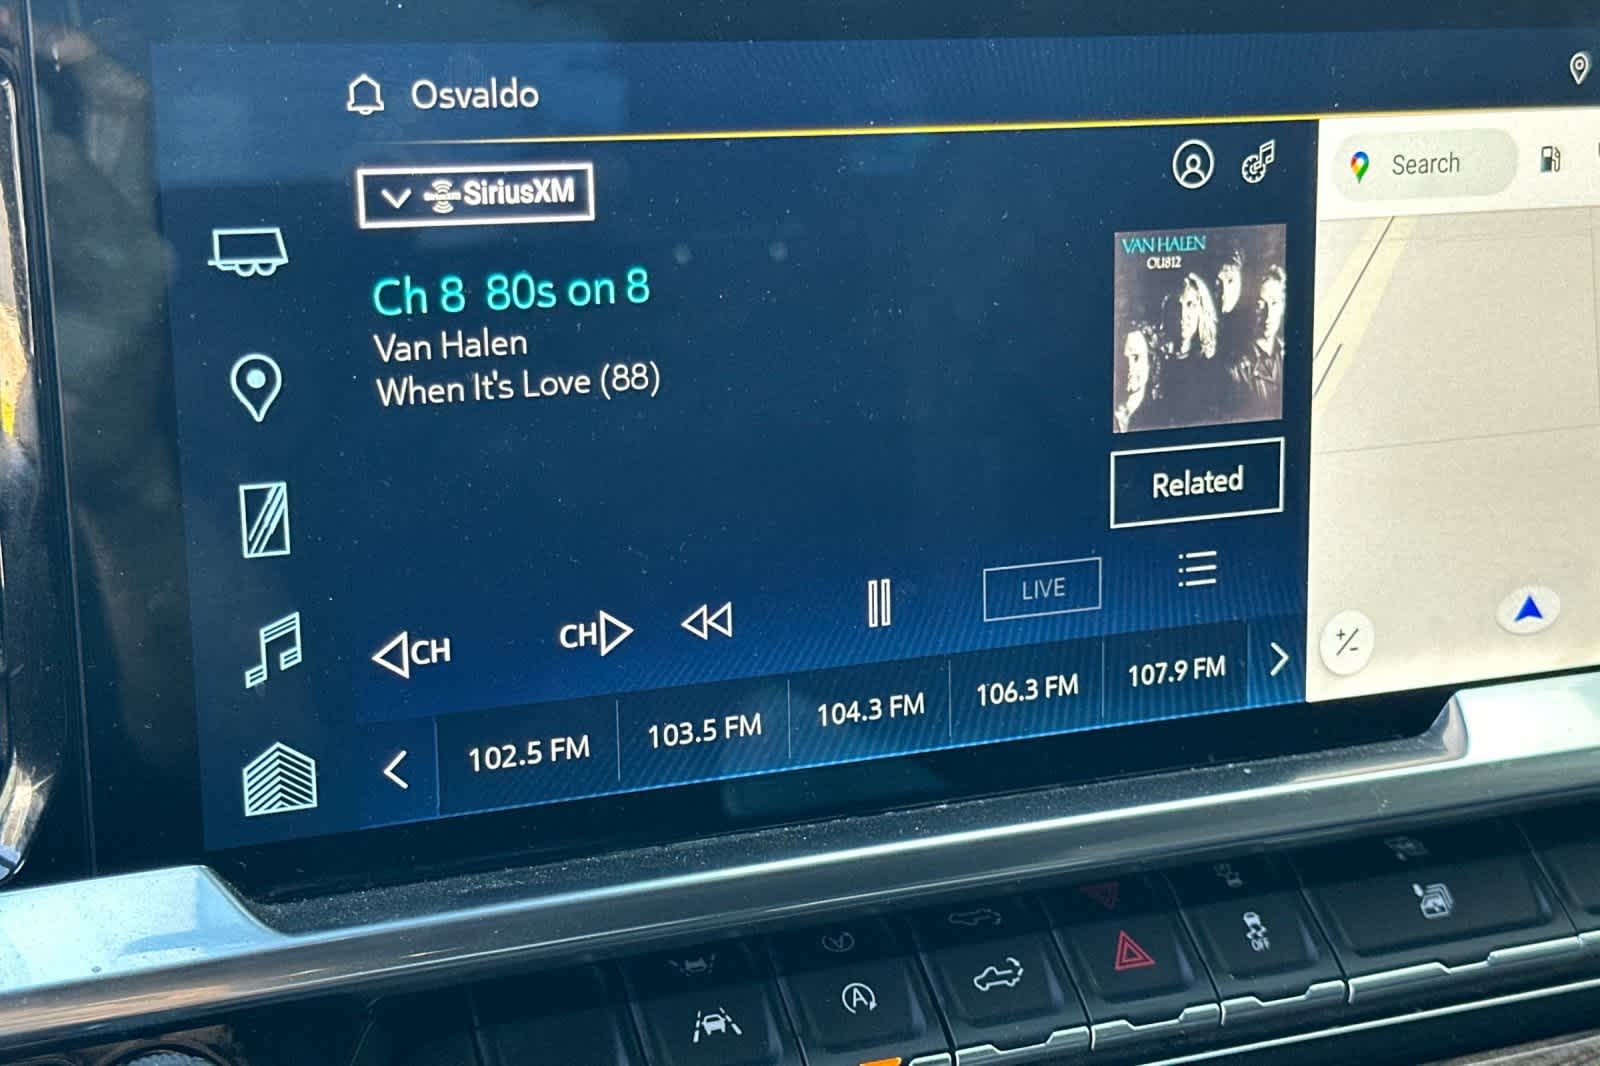 Osvaldo
SiriusXM
Search
VAN HALEN
OU812
Ch 8 80s on 8
Van Halen
When It's Love (88)
Related
LIVE
CH
CH
102.5 FM
103.5 FM
104.3 FM
106.3 FM
107.9 FM
+/-
A
OFF